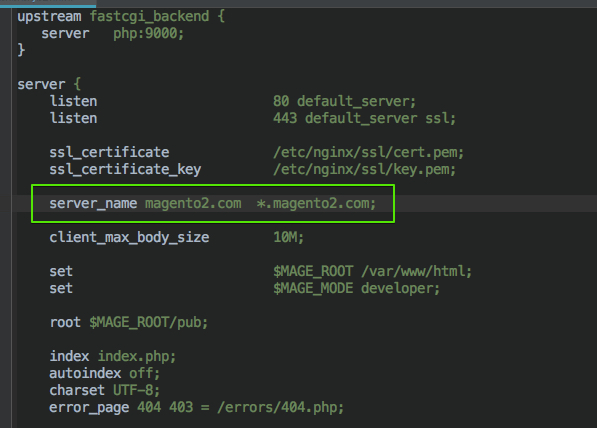 upstream fastcgi_backend {
server php:9000;
}
server {
listen 80 default_server;
listen 443 default_server ssl;
ssl_certificate /etc/nginx/ssl/cert.pem;
ssl_certificate_key /etc/nginx/ssl/key.pem;
server_name magento2.com *.magento2.com;
client_max_body_size 10M;
set $MAGE_ROOT /var/www/html;
set $MAGE_MODE developer;
root $MAGE_ROOT/pub;
index index.php;
autoindex off;
charset UTF-8;
error_page 404 403 = /errors/404.php;